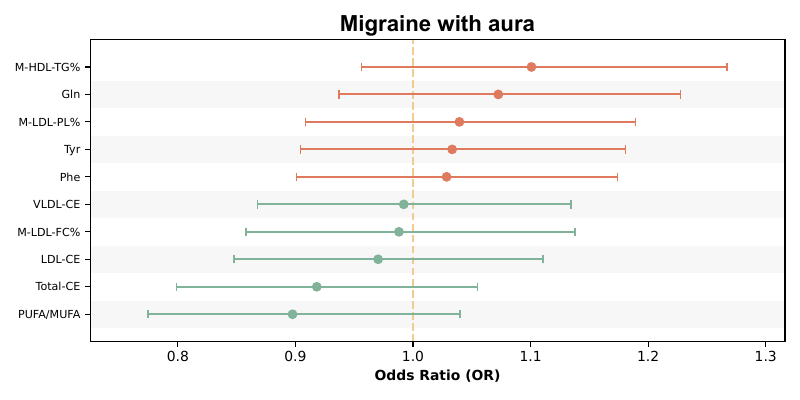 Migraine with aura
M-HDL-TG%
Gln
M-LDL-PL%
Tyr
Phe
VLDL-CE
M-LDL-FC%
LDL-CE
Total-CE
PUFA/MUFA
0.8 0.9 1.0 1.1 1.2 1.3
Odds Ratio (OR)